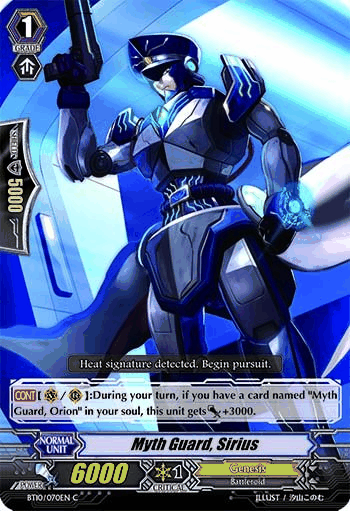 1
GRADE
SHIELD
5000
Heat signature detected. Begin pursuit.
CONT [ / ]:During your turn, if you have a card named "Myth
Guard, Orion" in your soul, this unit gets +3000.
NORMAL
UNIT
Myth Guard, Sirius
POWER
6000
1
CRITICAL
Genesis
Battleroid
BT10/070EN C
ILLUST / 汐山このむ